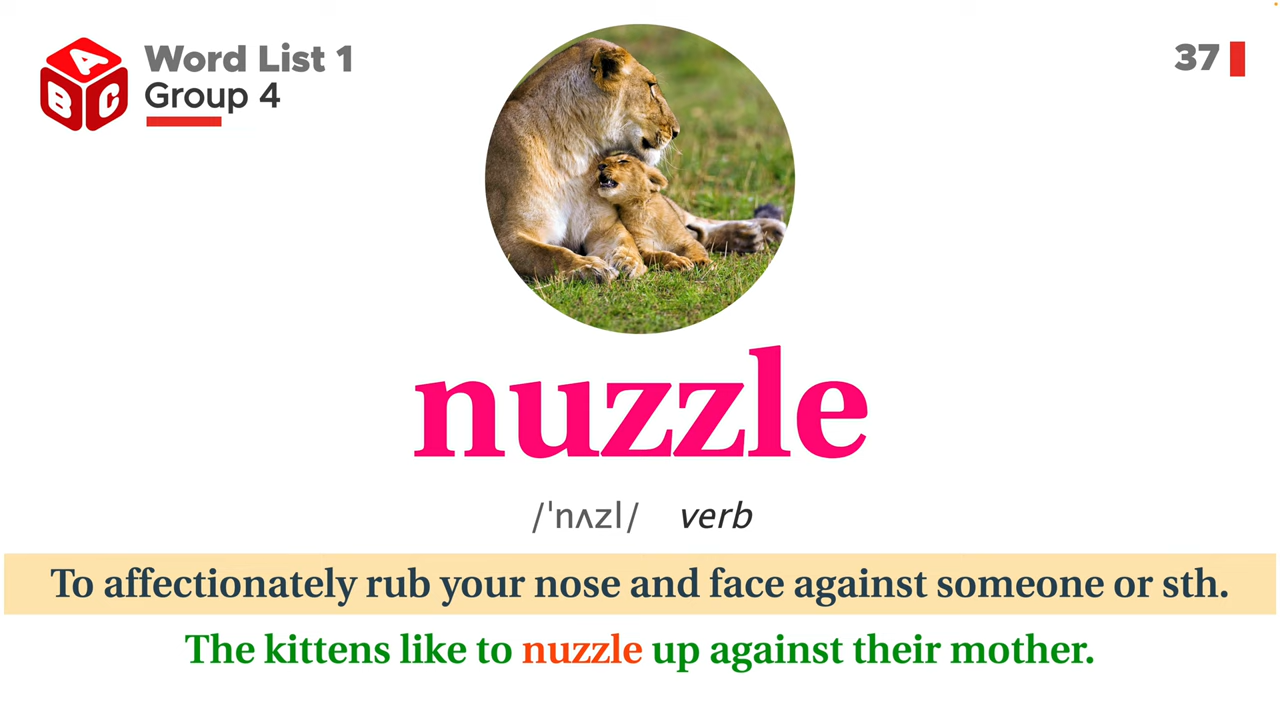 A
B
C
Word List 1
Group 4
37
nuzzle
/ˈnʌzl/ verb
To affectionately rub your nose and face against someone or sth.
The kittens like to nuzzle up against their mother.